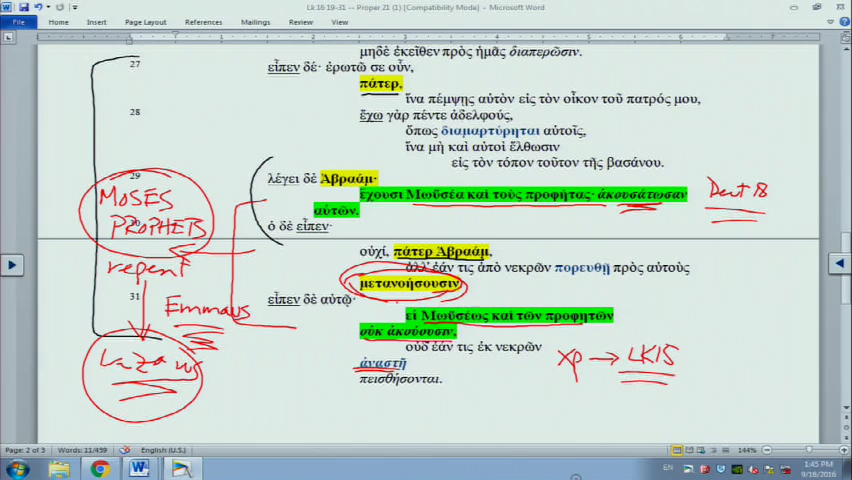 Lk 16 19-31 -- Proper 21 (1) [Compatibility Mode] - Microsoft Word
File Home Insert Page Layout References Mailings Review View
μηδὲ ἐκεῖθεν πρὸς ἡμᾶς διαπερῶσιν.
27 εἶπεν δέ· ἐρωτῶ σε οὖν,
πάτερ,
28 ἵνα πέμψῃς αὐτὸν εἰς τὸν οἶκον τοῦ πατρός μου,
ἔχω γὰρ πέντε ἀδελφούς,
ὅπως διαμαρτύρηται αὐτοῖς,
ἵνα μὴ καὶ αὐτοὶ ἔλθωσιν
εἰς τὸν τόπον τοῦτον τῆς βασάνου.
29 λέγει δὲ Ἀβραάμ·
ἔχουσι Μωϋσέα καὶ τοὺς προφήτας· ἀκουσάτωσαν
αὐτῶν.
Deut 18
MOSES
PROPHETS
30 ὁ δὲ εἶπεν·
οὐχί, πάτερ Ἀβραάμ,
ἀλλ' ἐάν τις ἀπὸ νεκρῶν πορευθῇ πρὸς αὐτοὺς
repent
μετανοήσουσιν.
31 εἶπεν δὲ αὐτῷ·
Emmaus
εἰ Μωϋσέως καὶ τῶν προφητῶν
οὐκ ἀκούουσιν,
οὐδ' ἐάν τις ἐκ νεκρῶν
Lazarus
ἀναστῇ
χρ → LK15
πεισθήσονται.
Page: 2 of 3 Words: 11/459 English (U.S.) 144%
EN 1:45 PM
9/16/2016